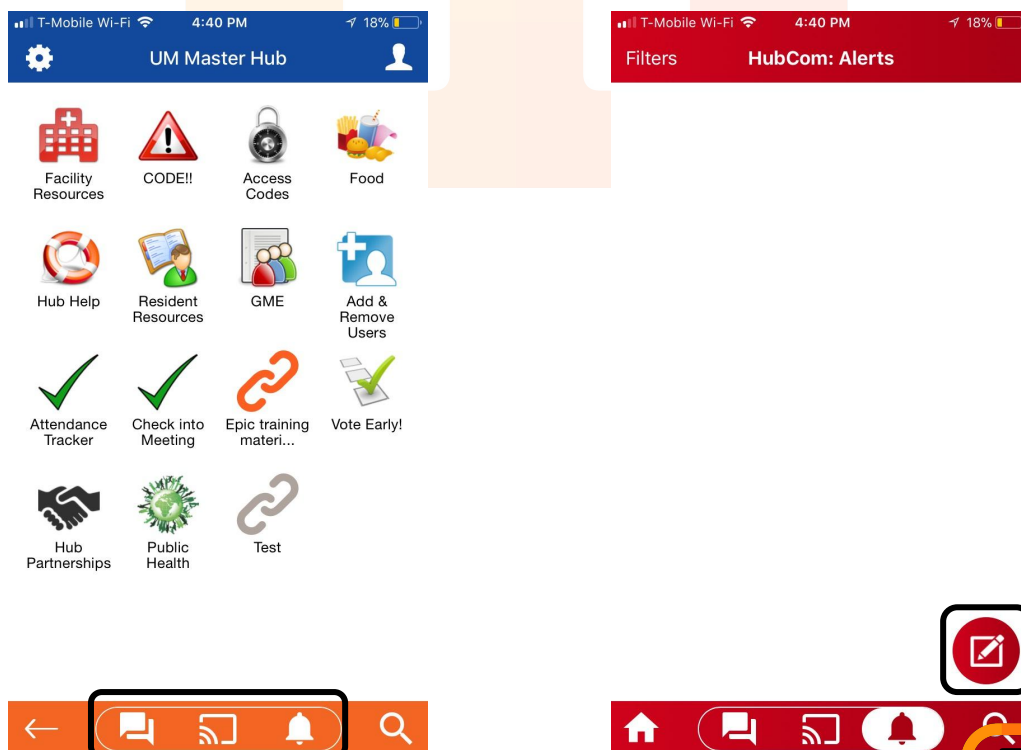 T-Mobile Wi-Fi 4:40 PM 18%
UM Master Hub
Facility
Resources
CODE!!
Access
Codes
Food
Hub Help
Resident
Resources
GME
Add &
Remove
Users
Attendance
Tracker
Check into
Meeting
Epic training
materi...
Vote Early!
Hub
Partnerships
Public
Health
Test
T-Mobile Wi-Fi 4:40 PM 18%
Filters HubCom: Alerts